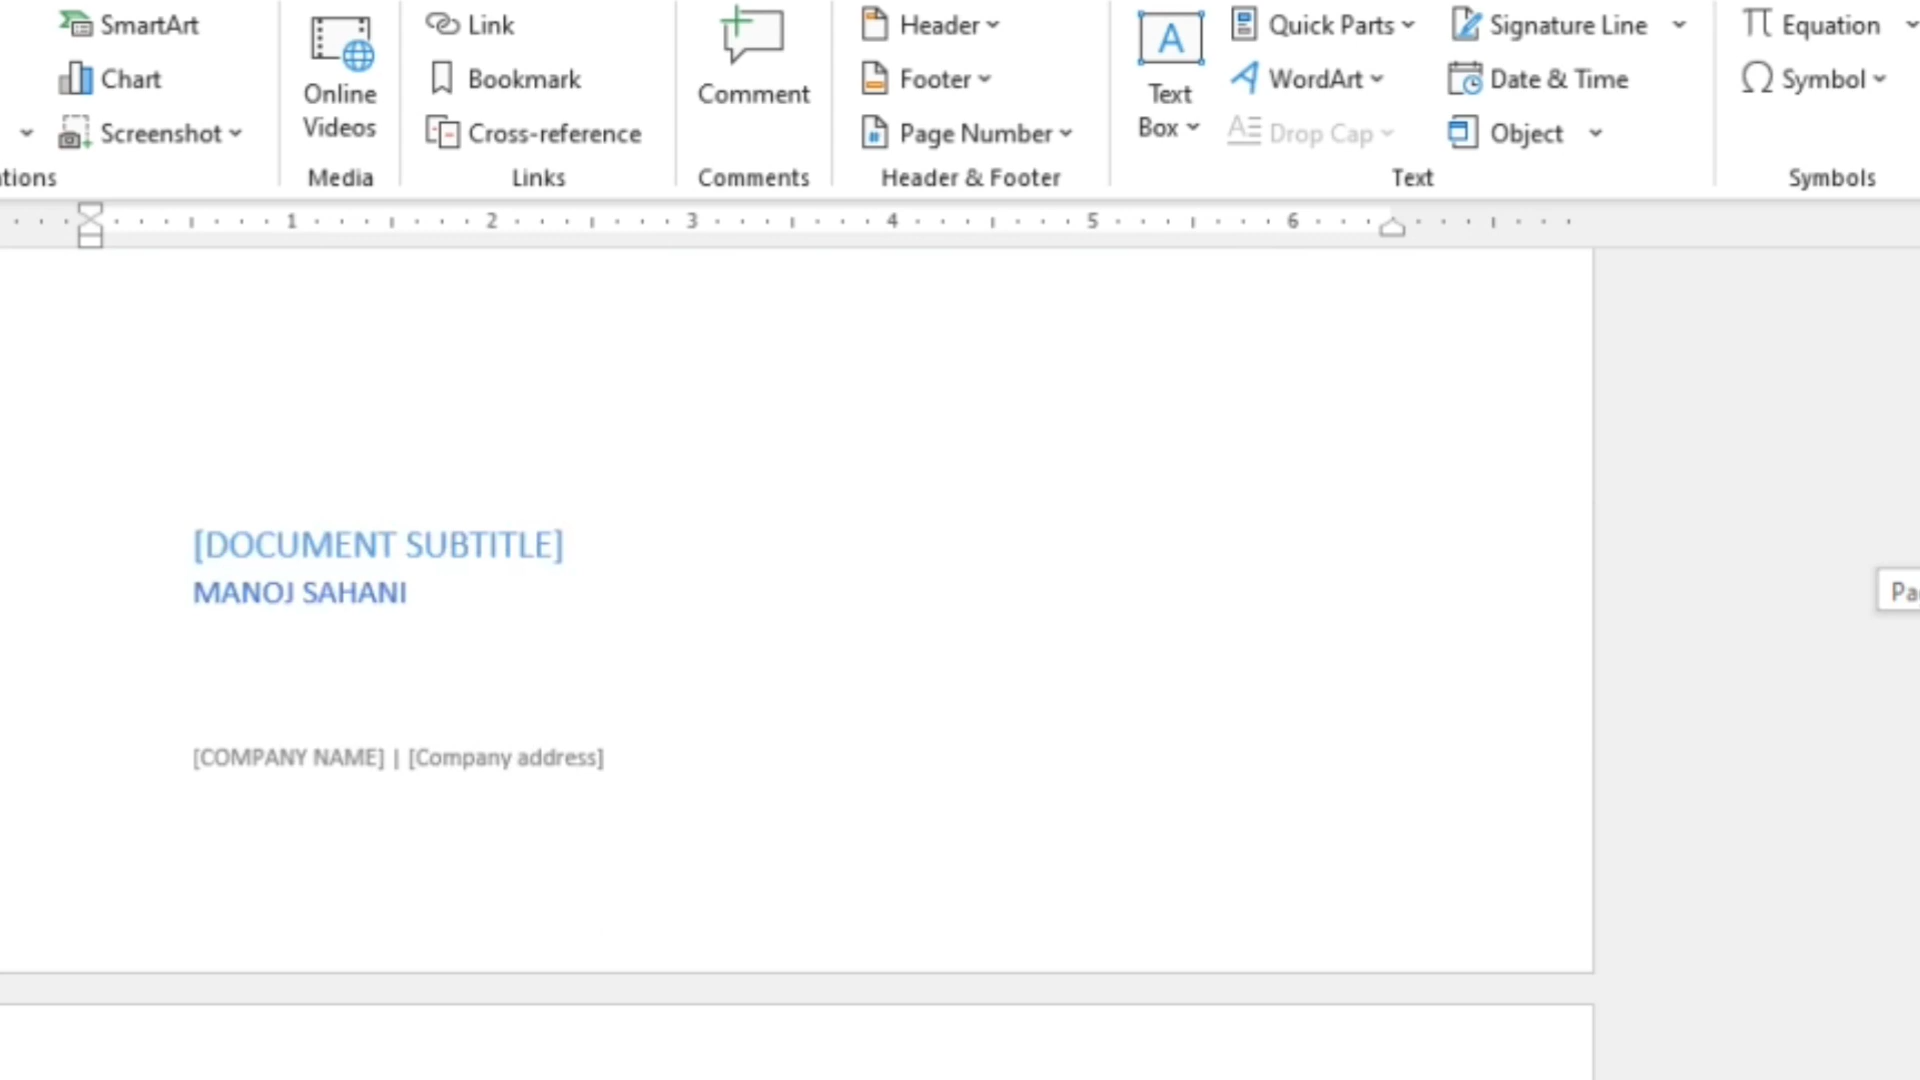 SmartArt
Chart
Screenshot
tions
Online
Videos
Media
Link
Bookmark
Cross-reference
Links
Comment
Comments
Header
Footer
Page Number
Header & Footer
A
Text
Box
Quick Parts
WordArt
Drop Cap
Signature Line
Date & Time
Object
Text
Equation
Symbol
Symbols
1 2 3 4 5 6
[DOCUMENT SUBTITLE]
MANOJ SAHANI
Pa
[COMPANY NAME] | [Company address]